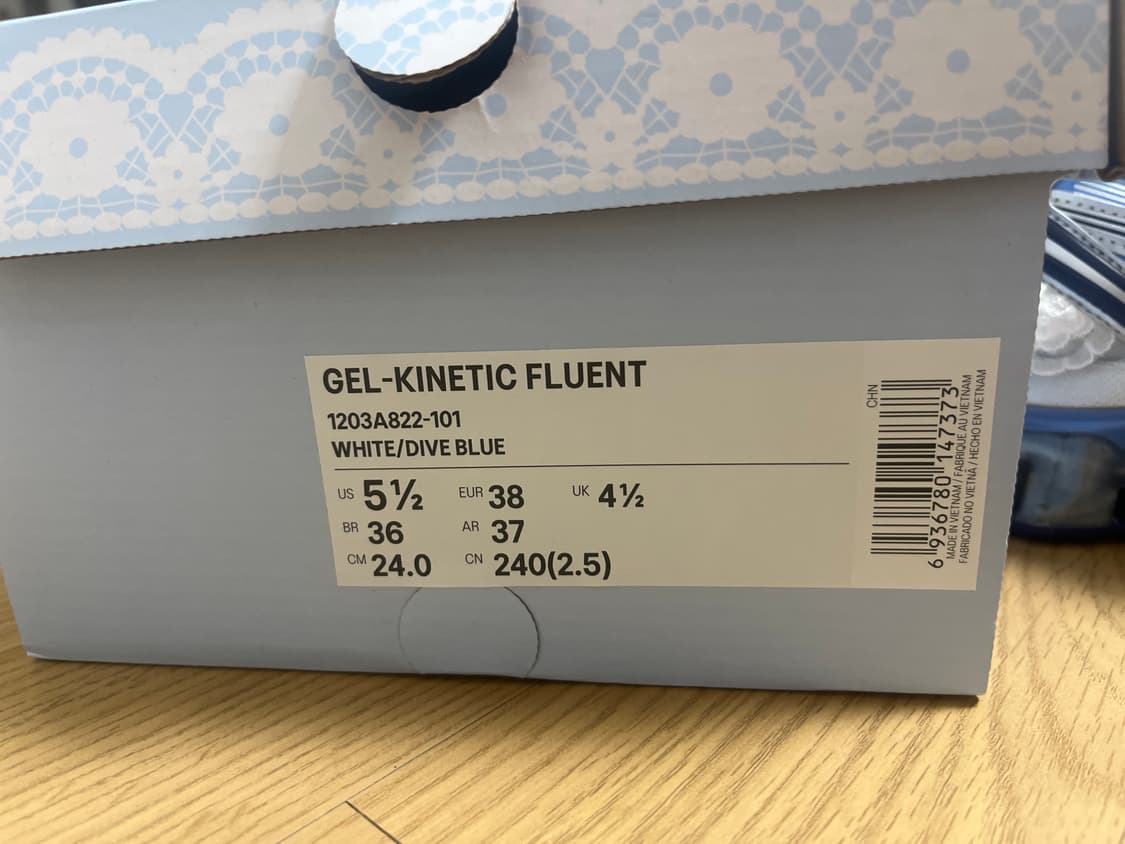 GEL-KINETIC FLUENT
1203A822-101
WHITE/DIVE BLUE
US 5½ EUR 38 UK 4½
BR 36 AR 37
CM 24.0 CN 240(2.5)
CHN
6 936780 147373
MADE IN VIETNAM / FABRIQUÉ AU VIETNAM
FABRICADO NO VIETNÃ / HECHO EN VIETNAM